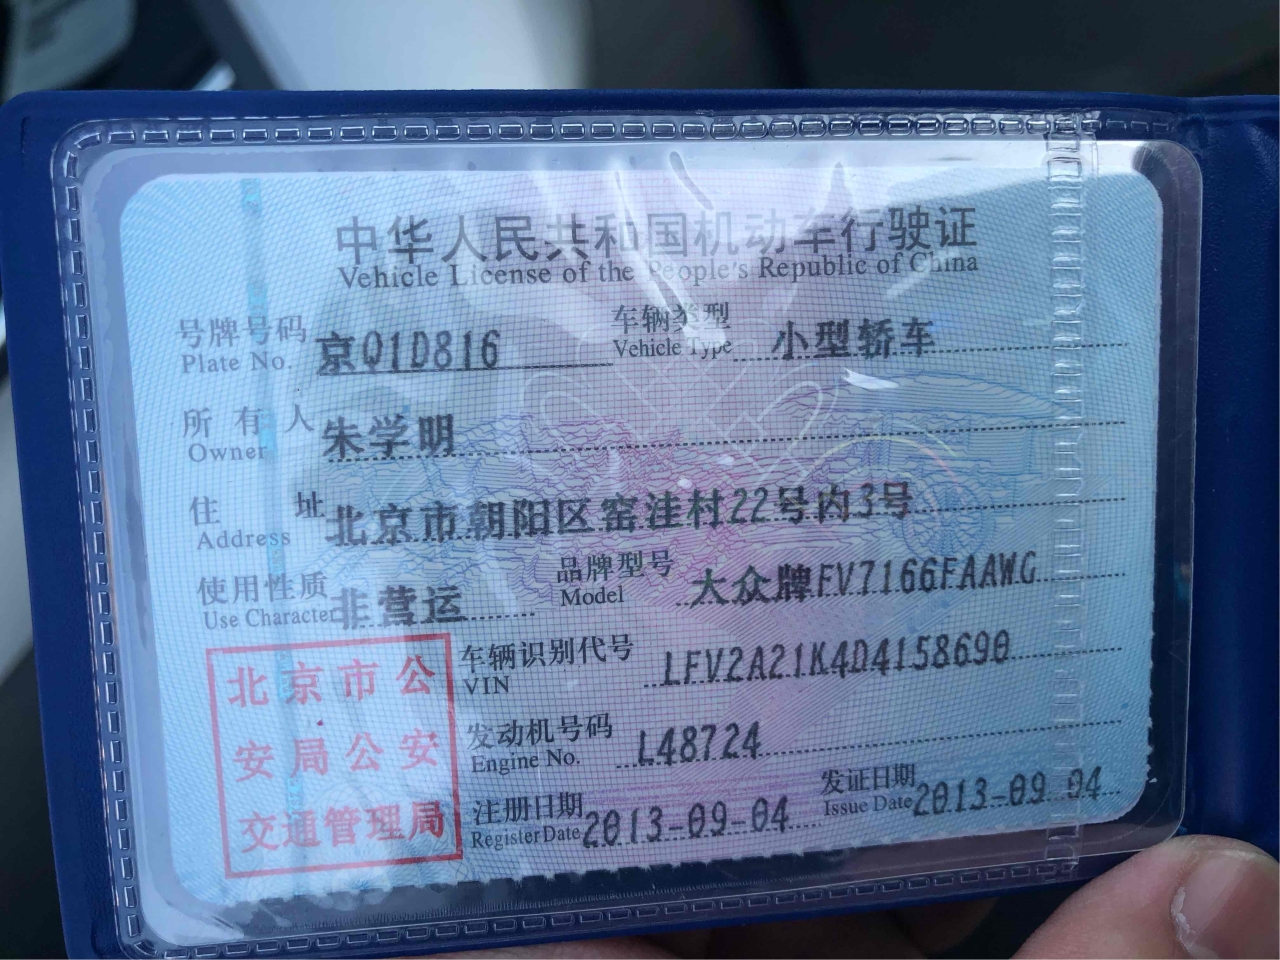 中华人民共和国机动车行驶证
Vehicle License of the People's Republic of China
号牌号码 京Q1D816 车辆类型 小型轿车
Plate No. Vehicle Type
所有人 朱学明
Owner
住址 北京市朝阳区窑洼村22号内3号
Address
使用性质 非营运 品牌型号 大众牌FV7166FAAWG
Use Character Model
车辆识别代号 LFV2A21K4D4158690
VIN
发动机号码 L48724
Engine No.
注册日期 2013-09-04 发证日期 2013-09-04
Register Date Issue Date
北京市公
安局公安
交通管理局